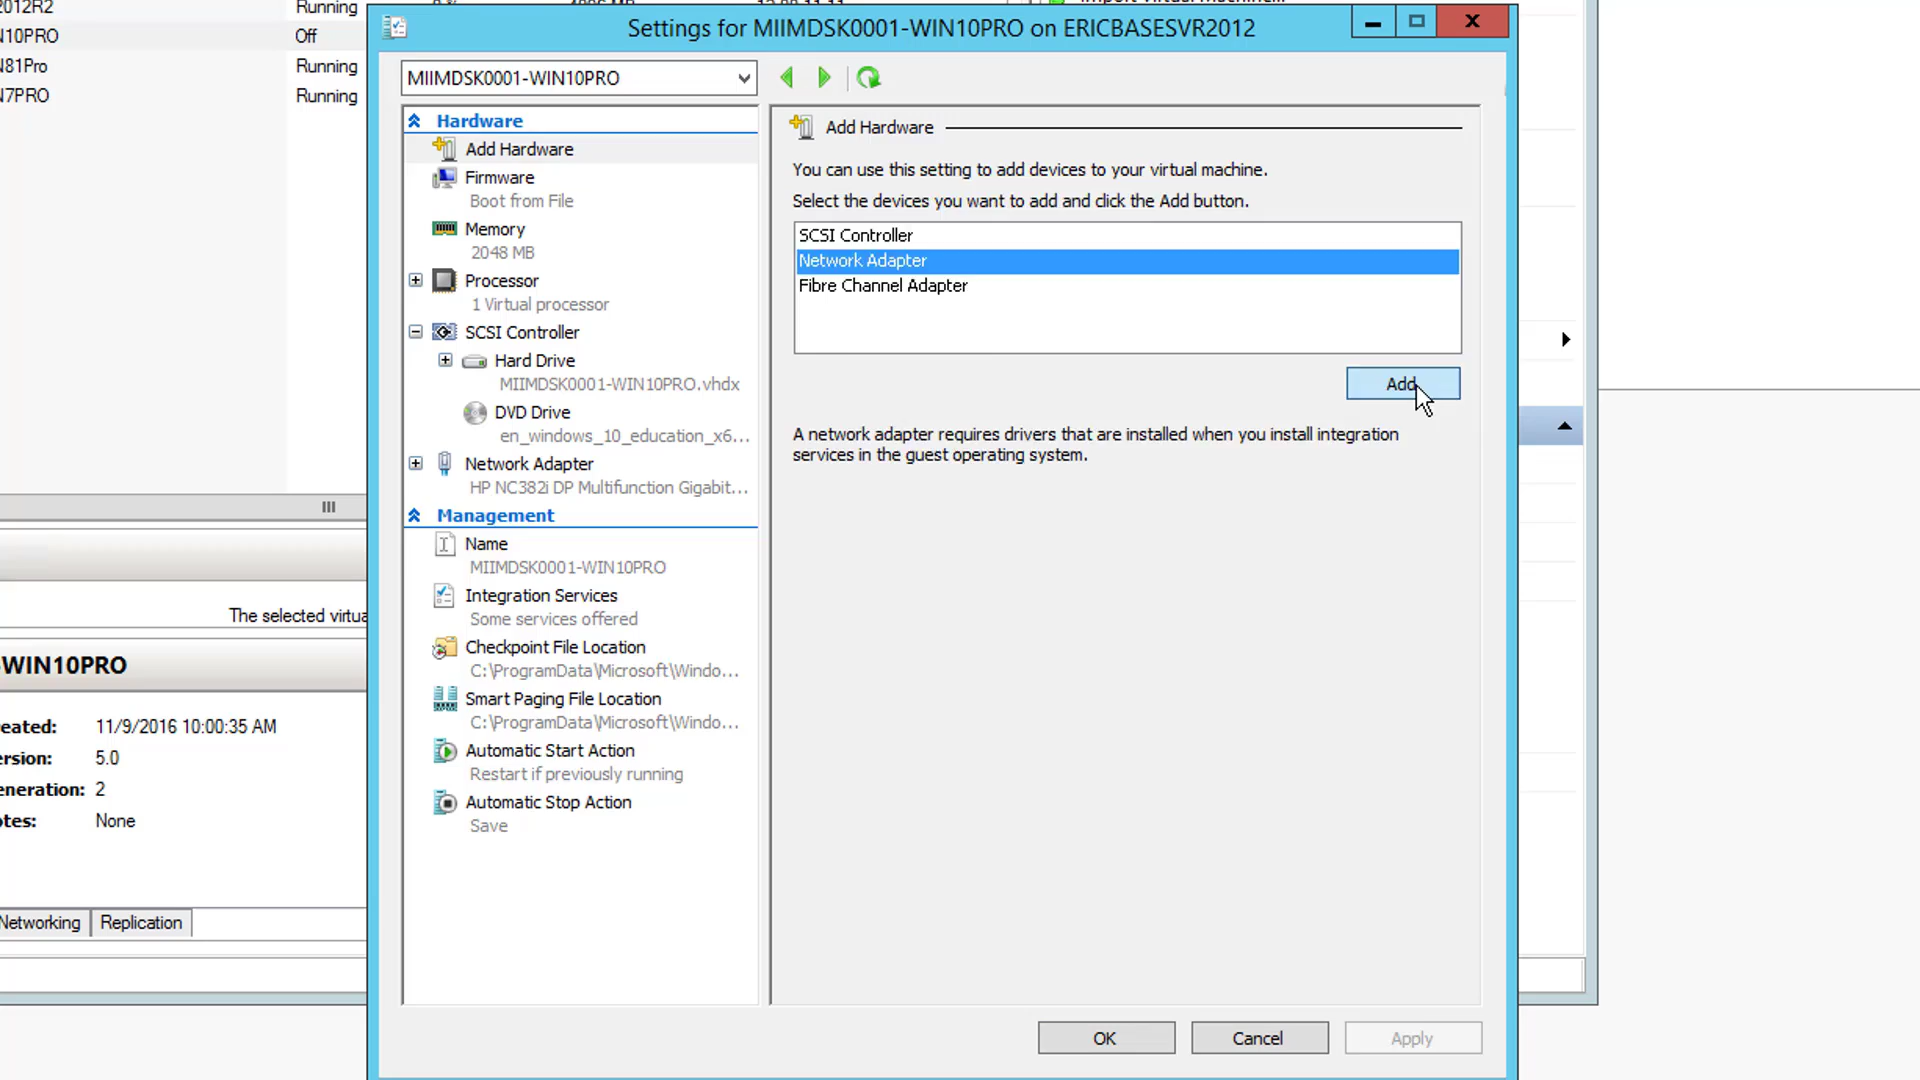 2012R2 Running
N10PRO Off
N81Pro Running
N7PRO Running
Settings for MIIMDSK0001-WIN10PRO on ERICBASESVR2012
MIIMDSK0001-WIN10PRO
Hardware
Add Hardware
Firmware
Boot from File
Memory
2048 MB
Processor
1 Virtual processor
SCSI Controller
Hard Drive
MIIMDSK0001-WIN10PRO.vhdx
DVD Drive
en_windows_10_education_x6...
Network Adapter
HP NC382i DP Multifunction Gigabit...
Management
Name
MIIMDSK0001-WIN10PRO
Integration Services
Some services offered
Checkpoint File Location
C:\ProgramData\Microsoft\Windo...
Smart Paging File Location
C:\ProgramData\Microsoft\Windo...
Automatic Start Action
Restart if previously running
Automatic Stop Action
Save
Add Hardware
You can use this setting to add devices to your virtual machine.
Select the devices you want to add and click the Add button.
SCSI Controller
Network Adapter
Fibre Channel Adapter
Add
A network adapter requires drivers that are installed when you install integration
services in the guest operating system.
OK Cancel Apply
The selected virtua
-WIN10PRO
eated: 11/9/2016 10:00:35 AM
ersion: 5.0
eneration: 2
otes: None
Networking Replication